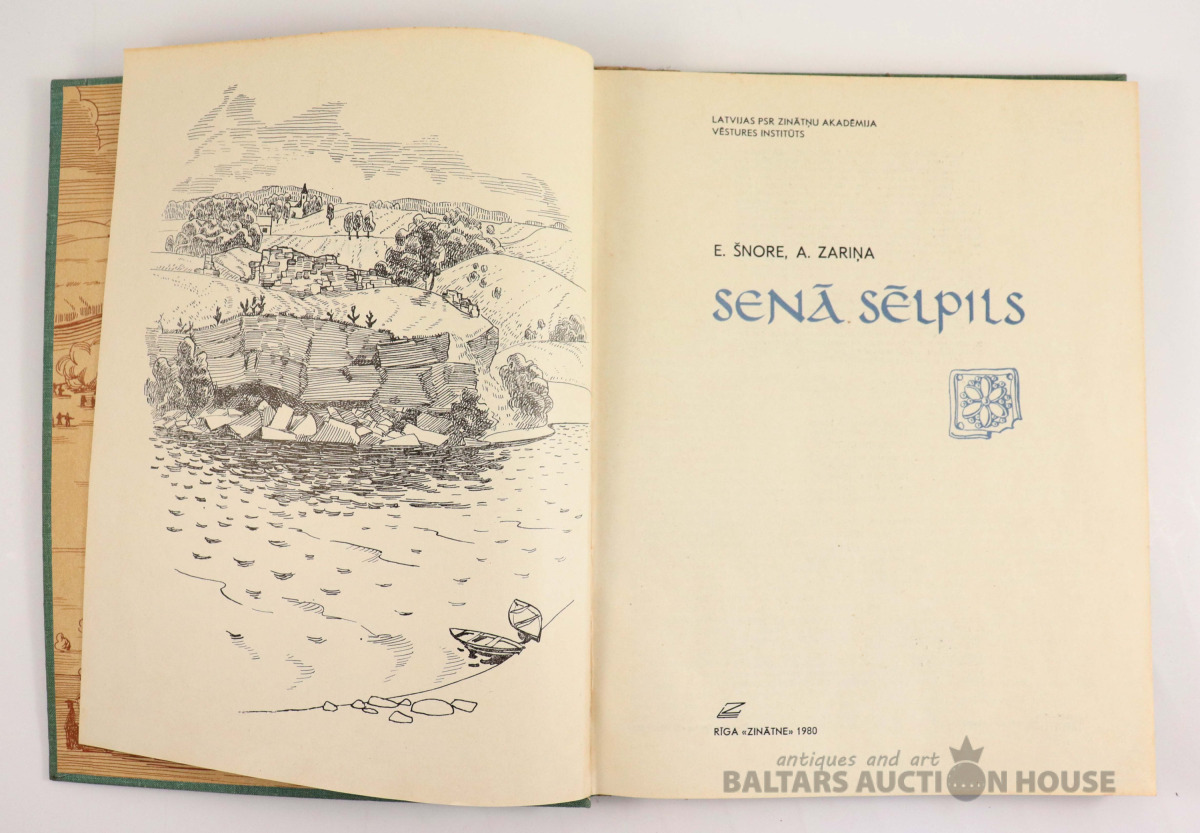 LATVIJAS PSR ZINĀTŅU AKADĒMIJA
VĒSTURES INSTITŪTS
E. ŠNORE, A. ZARIŅA
SENĀ SĒLPILS
Z
RĪGA «ZINĀTNE» 1980
antiques and art
BALTARS AUCTION HOUSE